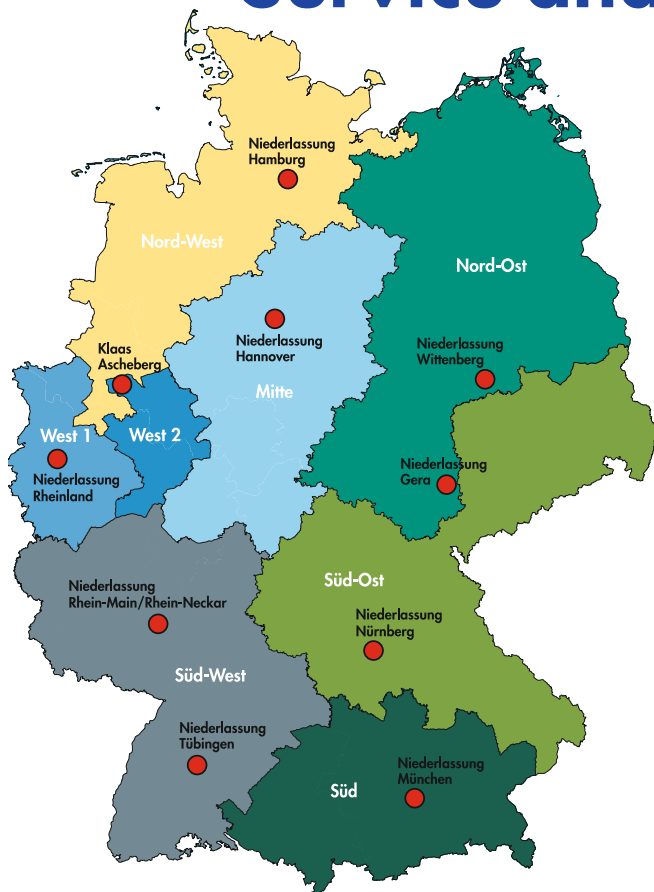 Niederlassung
Hamburg
Nord-West
Nord-Ost
Niederlassung
Hannover
Niederlassung
Wittenberg
Klaas
Ascheberg
Mitte
West 1
West 2
Niederlassung
Rheinland
Niederlassung
Gera
Süd-Ost
Niederlassung
Rhein-Main/Rhein-Neckar
Niederlassung
Nürnberg
Süd-West
Niederlassung
Tübingen
Niederlassung
München
Süd